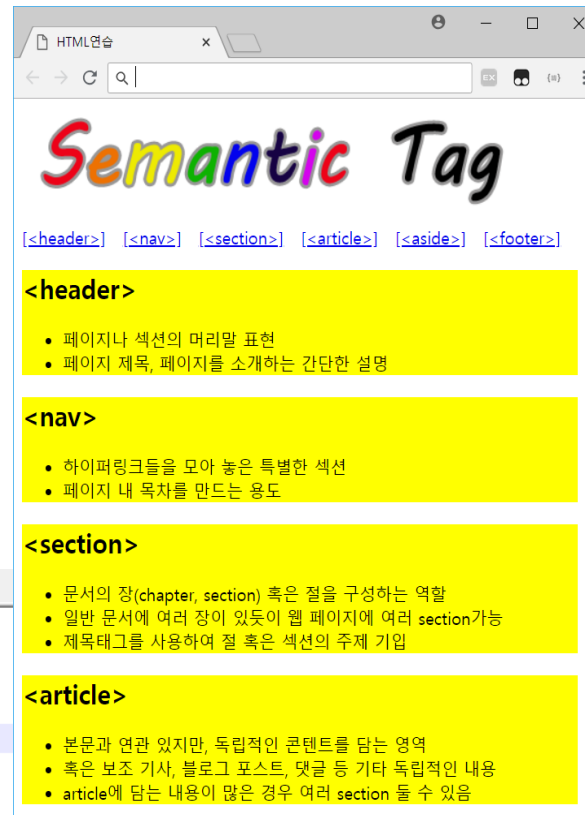 HTML연습
Semantic Tag
[<header>] [<nav>] [<section>] [<article>] [<aside>] [<footer>]
<header>
• 페이지나 섹션의 머리말 표현
• 페이지 제목, 페이지를 소개하는 간단한 설명
<nav>
• 하이퍼링크들을 모아 놓은 특별한 섹션
• 페이지 내 목차를 만드는 용도
<section>
• 문서의 장(chapter, section) 혹은 절을 구성하는 역할
• 일반 문서에 여러 장이 있듯이 웹 페이지에 여러 section가능
• 제목태그를 사용하여 절 혹은 섹션의 주제 기입
<article>
• 본문과 연관 있지만, 독립적인 콘텐트를 담는 영역
• 혹은 보조 기사, 블로그 포스트, 댓글 등 기타 독립적인 내용
• article에 담는 내용이 많은 경우 여러 section 둘 수 있음